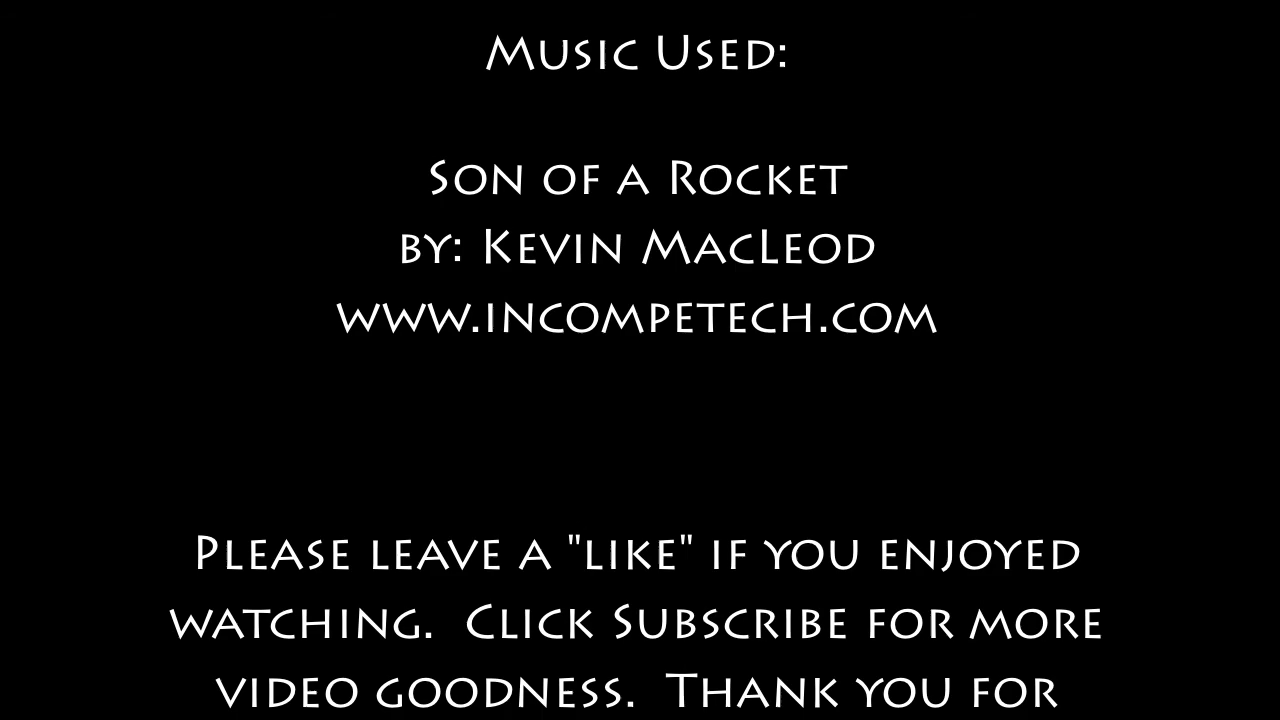 Music Used:
Son of a Rocket
by: Kevin MacLeod
www.incompetech.com
Please leave a "like" if you enjoyed
watching. Click Subscribe for more
video goodness. Thank you for